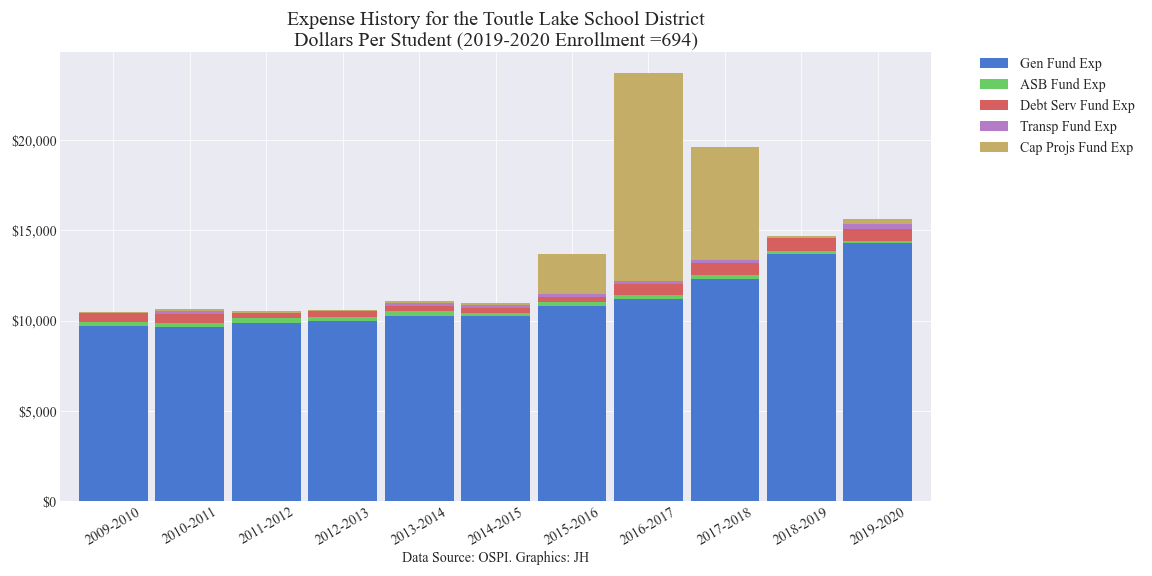 Expense History for the Toutle Lake School District
Dollars Per Student (2019-2020 Enrollment =694)
Gen Fund Exp
ASB Fund Exp
Debt Serv Fund Exp
Transp Fund Exp
Cap Projs Fund Exp
$20,000
$15,000
$10,000
$5,000
$0
2009-2010
2010-2011
2011-2012
2012-2013
2013-2014
2014-2015
2015-2016
2016-2017
2017-2018
2018-2019
2019-2020
Data Source: OSPI. Graphics: JH